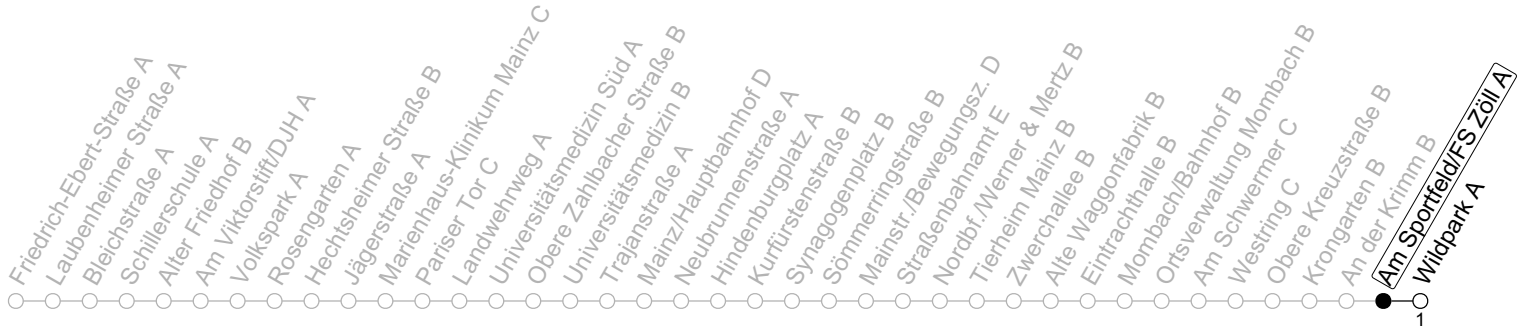 Friedrich-Ebert-Straße A
Laubenheimer Straße A
Bleichstraße A
Schillerschule A
Alter Friedhof B
Am Viktorstift/DJH A
Volkspark A
Rosengarten A
Hechtsheimer Straße B
Jägerstraße A
Marienhaus-Klinikum Mainz C
Pariser Tor C
Landwehrweg A
Universitätsmedizin Süd A
Obere Zahlbacher Straße B
Universitätsmedizin B
Trajanstraße A
Mainz/Hauptbahnhof D
Neubrunnenstraße A
Hindenburgplatz A
Kurfürstenstraße B
Synagogenplatz B
Sömmerringstraße B
Mainstr./Bewegungsz. D
Straßenbahnamt E
Nordbf./Werner & Mertz B
Tierheim Mainz B
Zwerchallee B
Alte Waggonfabrik B
Eintrachthalle B
Mombach/Bahnhof B
Ortsverwaltung Mombach B
Am Schwermer C
Westring C
Obere Kreuzstraße B
Krongarten B
An der Krimm B
Am Sportfeld/FS Zöll A
Wildpark A
1